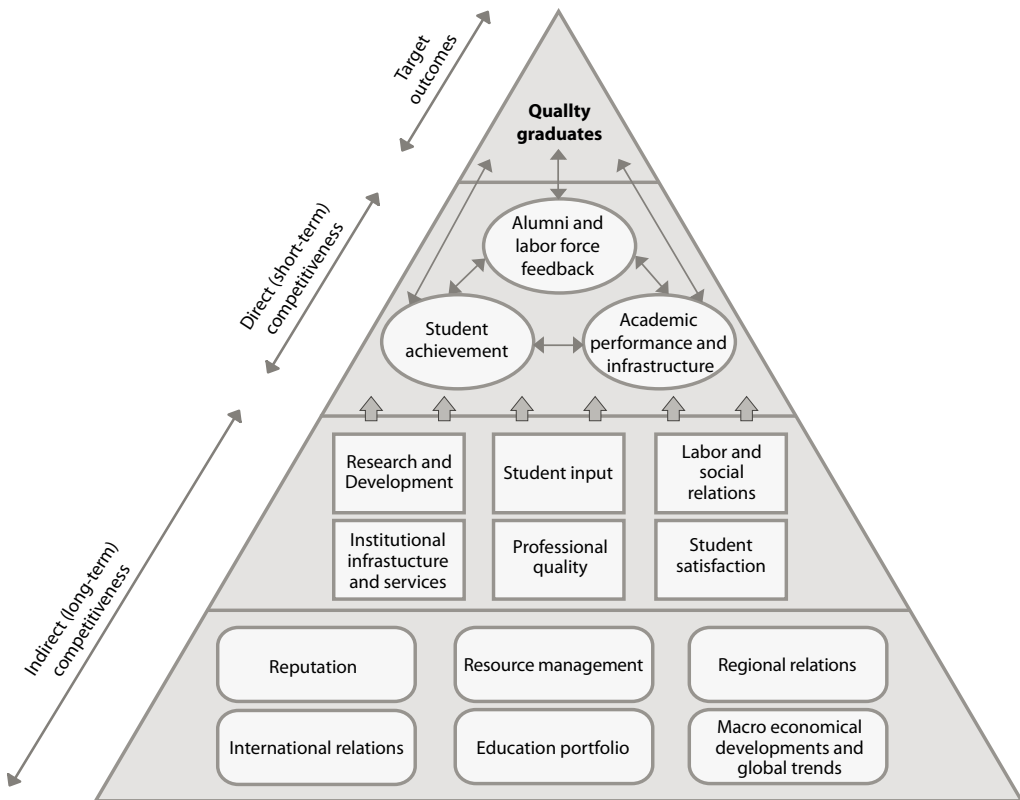 Target
outcomes
Quallty
graduates
Direct (short-term)
competitiveness
Alumni and
labor force
feedback
Student
achievement
Academic
performance and
infrastructure
Indirect (long-term)
competitiveness
Research and
Development
Student input
Labor and
social
relations
Institutional
infrastucture
and services
Professional
quality
Student
satisfaction
Reputation
Resource management
Regional relations
International relations
Education portfolio
Macro economical
developments and
global trends